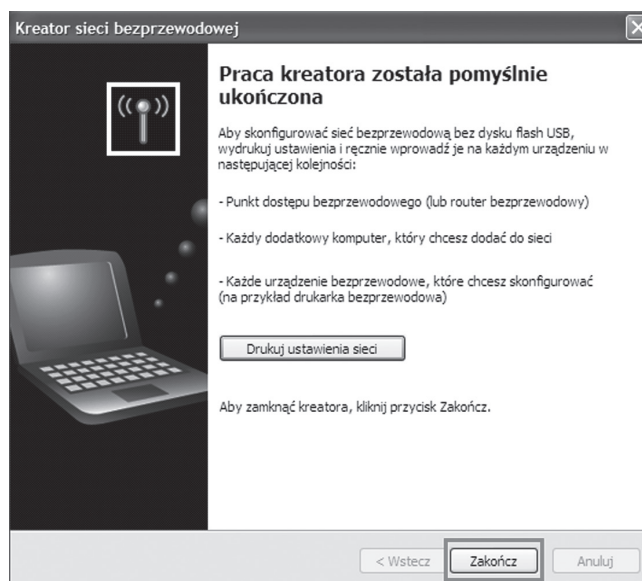 Kreator sieci bezprzewodowej
Praca kreatora została pomyślnie
ukończona
Aby skonfigurować sieć bezprzewodową bez dysku flash USB,
wydrukuj ustawienia i ręcznie wprowadź je na każdym urządzeniu w
następującej kolejności:
- Punkt dostępu bezprzewodowego (lub router bezprzewodowy)
- Każdy dodatkowy komputer, który chcesz dodać do sieci
- Każde urządzenie bezprzewodowe, które chcesz skonfigurować
(na przykład drukarka bezprzewodowa)
Drukuj ustawienia sieci
Aby zamknąć kreatora, kliknij przycisk Zakończ.
< Wstecz Zakończ Anuluj